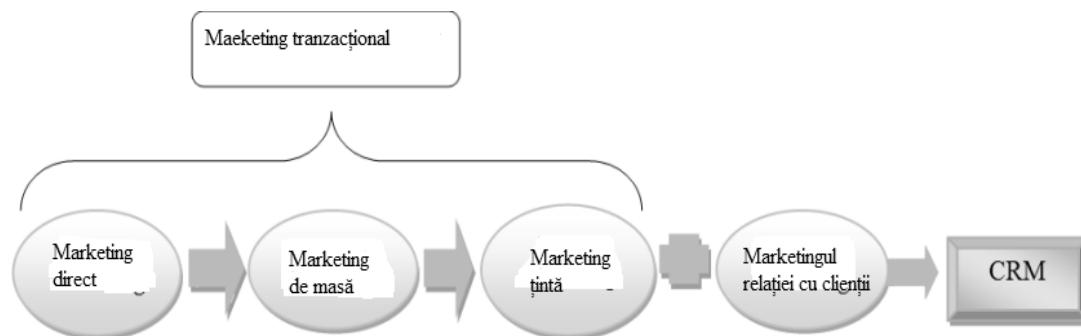 Maeketing tranzacțional
Marketing
direct
Marketing
de masă
Marketing
țintă
Marketingul
relației cu clienții
CRM